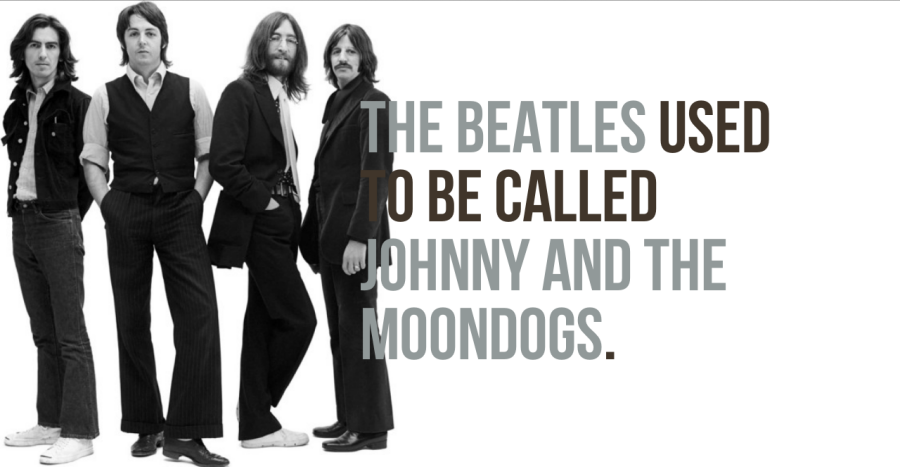 THE BEATLES USED
TO BE CALLED
JOHNNY AND THE
MOONDOGS.